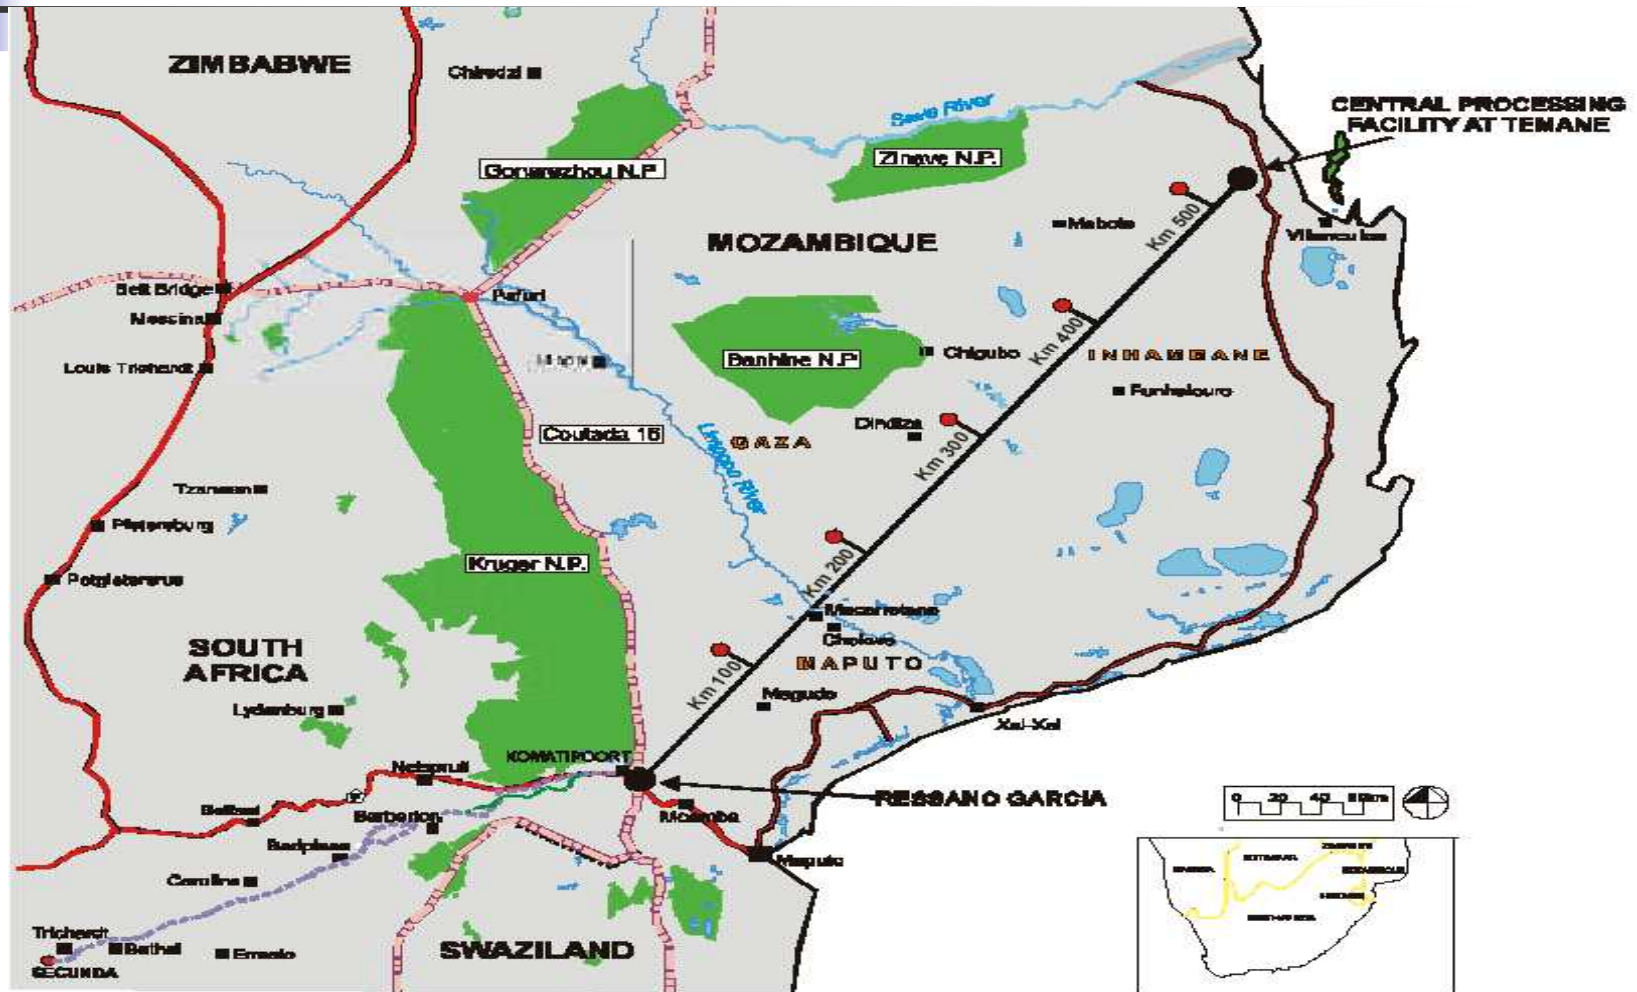 ZIMBABWE
Chiredzi
Save River
CENTRAL PROCESSING
FACILITY AT TEMANE
Gonarezhou N.P
Zinave N.P.
Mabote
MOZAMBIQUE
Km 500
Vilanculos
Beit Bridge
Pafuri
Messina
Km 400
Louis Trichardt
Banhine N.P
Chigubo
INHAMBANE
Funhalouro
Coutada 16
GAZA
Dindiza
Km 300
Limpopo River
Tzaneen
Pietersburg
Kruger N.P.
Km 200
Potgietersrus
Macarretane
Chokwe
SOUTH
AFRICA
MAPUTO
Km 100
Magude
Lydenburg
Xai-Xai
KOMATIPOORT
Nelspruit
RESSANO GARCIA
Moamba
Belfast
Barberton
0 20 40 60km
Badplaas
Maputo
Carolina
Trichardt
Bethal
Ermelo
SECUNDA
SWAZILAND